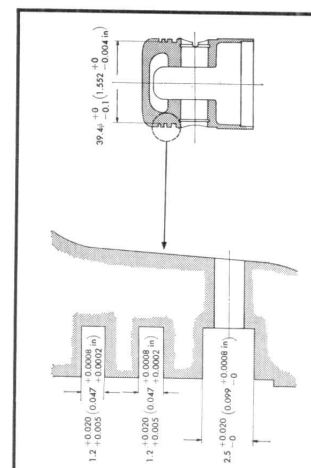 39.4ϕ +0 -0.1 (1.552 +0 -0.004 in)
1.2 +0.020 +0.005 (0.047 +0.0008 +0.0002 in)
1.2 +0.020 +0.005 (0.047 +0.0008 +0.0002 in)
2.5 +0.020 -0 (0.099 +0.0008 -0 in)